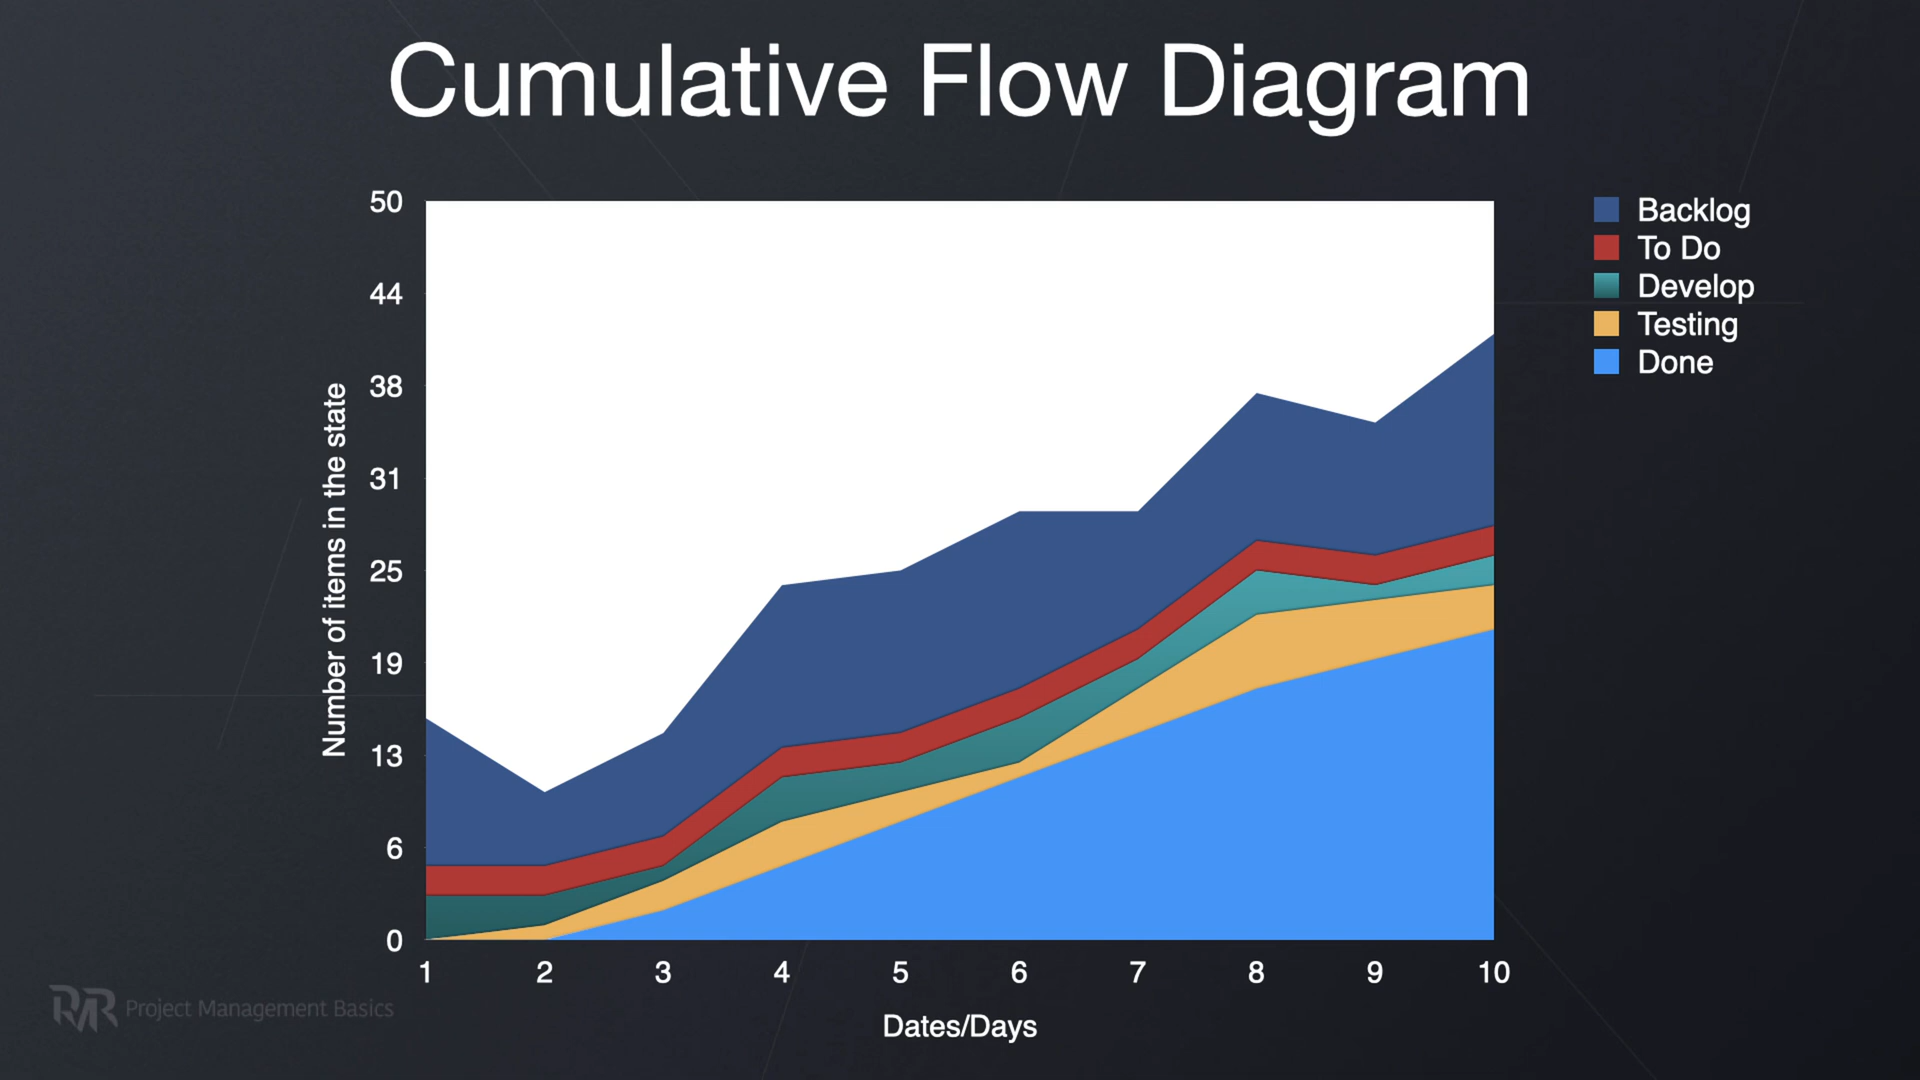 Cumulative Flow Diagram
50
44
38
31
25
19
13
6
0
Number of items in the state
1 2 3 4 5 6 7 8 9 10
Dates/Days
Backlog
To Do
Develop
Testing
Done
PMR Project Management Basics